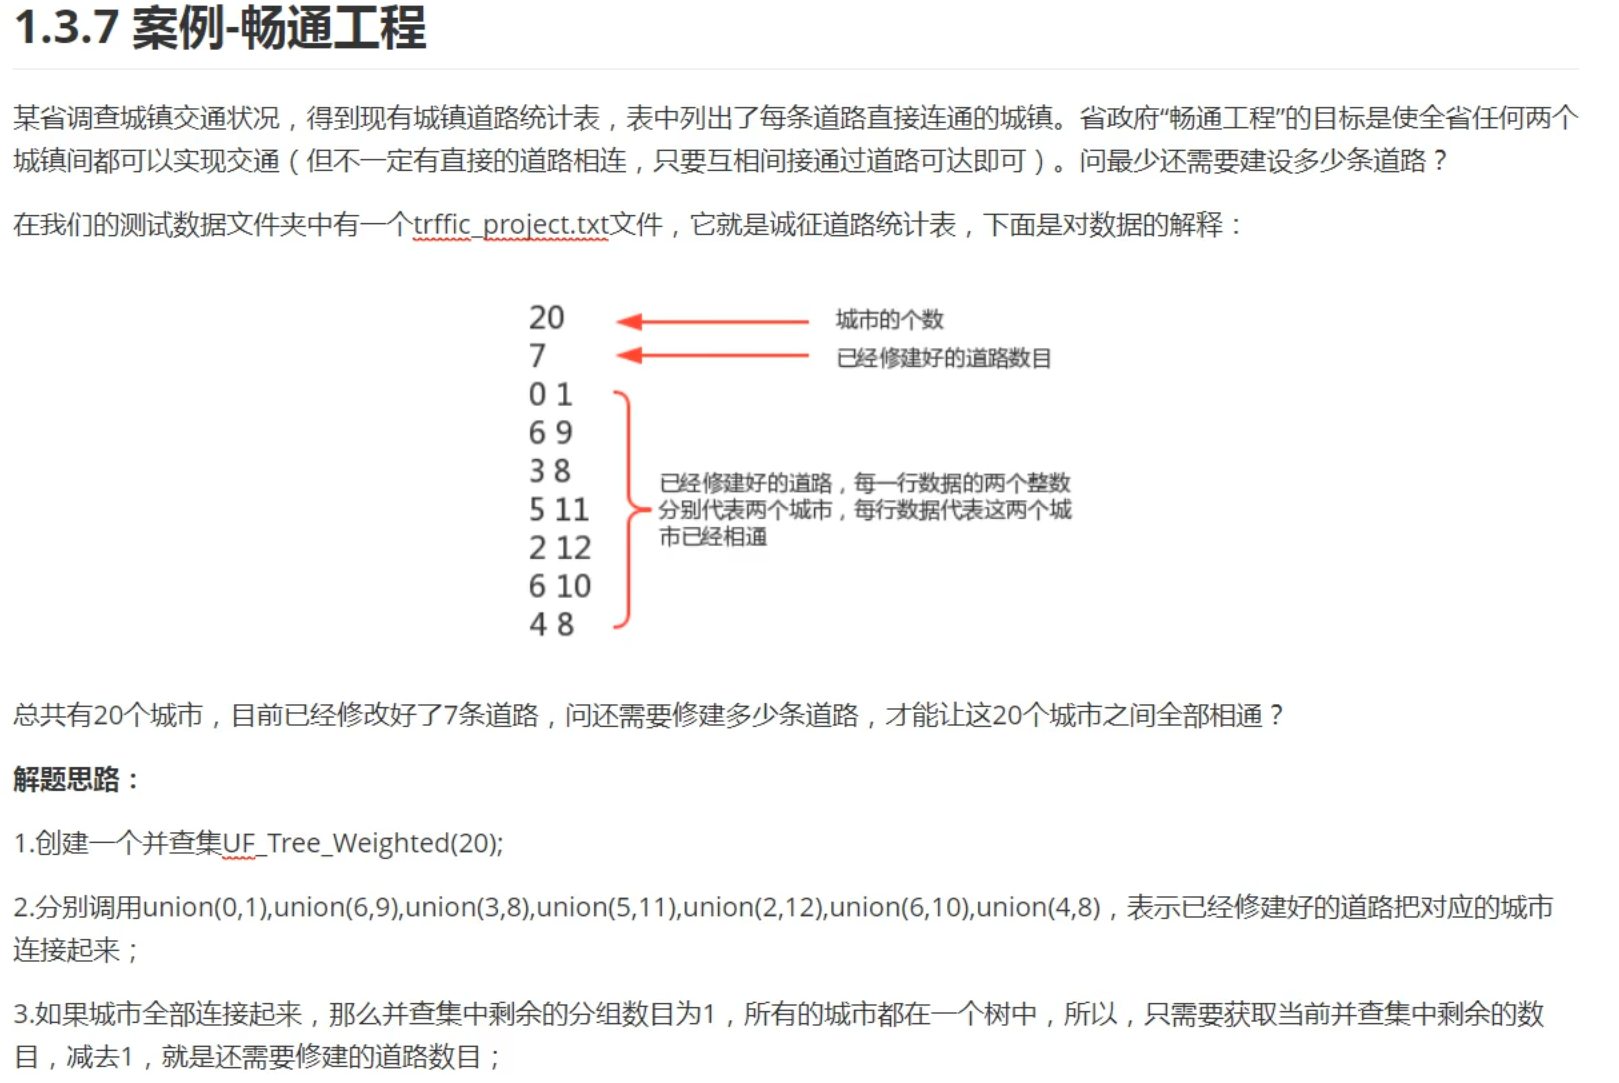 1.3.7 案例-畅通工程
某省调查城镇交通状况，得到现有城镇道路统计表，表中列出了每条道路直接连通的城镇。省政府“畅通工程”的目标是使全省任何两个
城镇间都可以实现交通（但不一定有直接的道路相连，只要互相间接通过道路可达即可）。问最少还需要建设多少条道路？
在我们的测试数据文件夹中有一个trffic_project.txt文件，它就是诚征道路统计表，下面是对数据的解释：
20 城市的个数
7 已经修建好的道路数目
0 1
6 9
3 8
5 11
2 12
6 10
4 8
已经修建好的道路，每一行数据的两个整数
分别代表两个城市，每行数据代表这两个城
市已经相通
总共有20个城市，目前已经修改好了7条道路，问还需要修建多少条道路，才能让这20个城市之间全部相通？
解题思路：
1.创建一个并查集UF_Tree_Weighted(20);
2.分别调用union(0,1),union(6,9),union(3,8),union(5,11),union(2,12),union(6,10),union(4,8)，表示已经修建好的道路把对应的城市
连接起来；
3.如果城市全部连接起来，那么并查集中剩余的分组数目为1，所有的城市都在一个树中，所以，只需要获取当前并查集中剩余的数
目，减去1，就是还需要修建的道路数目；